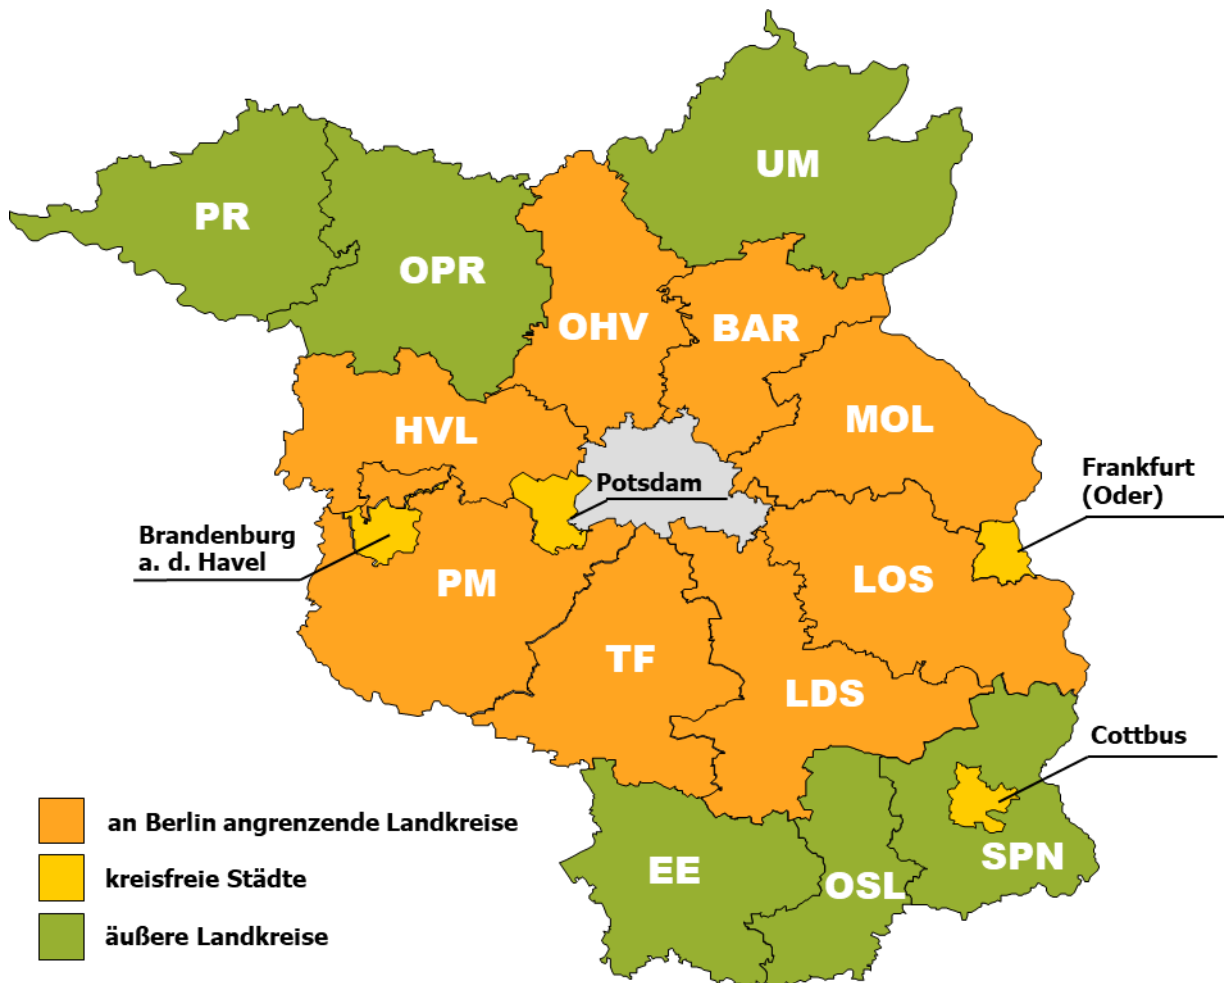 UM
PR
OPR
OHV
BAR
HVL
MOL
Potsdam
Frankfurt
(Oder)
Brandenburg
a. d. Havel
PM
LOS
TF
LDS
Cottbus
an Berlin angrenzende Landkreise
kreisfreie Städte
äußere Landkreise
EE
OSL
SPN